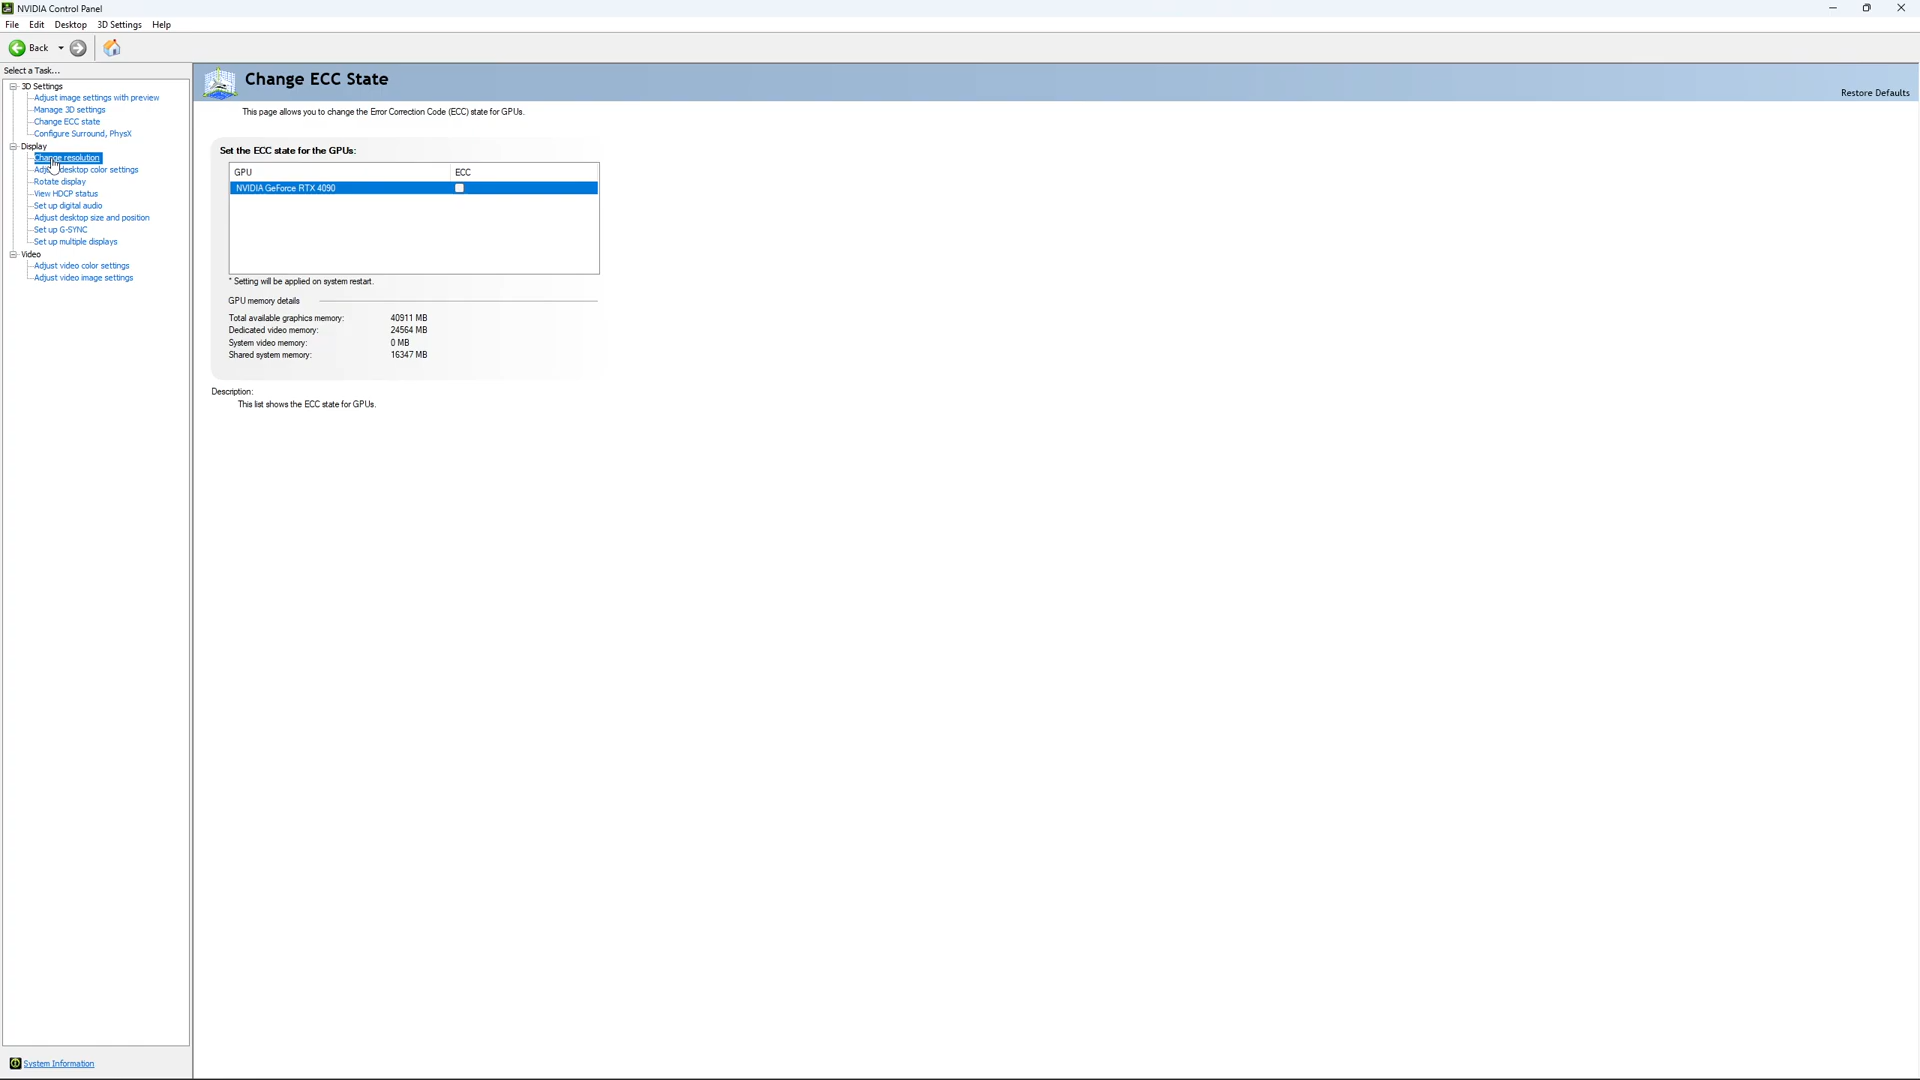 NVIDIA Control Panel
File Edit Desktop 3D Settings Help
Back
Select a Task...
3D Settings
Adjust image settings with preview
Manage 3D settings
Change ECC state
Configure Surround, PhysX
Display
Change resolution
Adjust desktop color settings
Rotate display
View HDCP status
Set up digital audio
Adjust desktop size and position
Set up G-SYNC
Set up multiple displays
Video
Adjust video color settings
Adjust video image settings
System Information
Change ECC State
Restore Defaults
This page allows you to change the Error Correction Code (ECC) state for GPUs.
Set the ECC state for the GPUs:
GPU ECC
NVIDIA GeForce RTX 4090
* Setting will be applied on system restart.
GPU memory details
Total available graphics memory: 40911 MB
Dedicated video memory: 24564 MB
System video memory: 0 MB
Shared system memory: 16347 MB
Description:
This list shows the ECC state for GPUs.